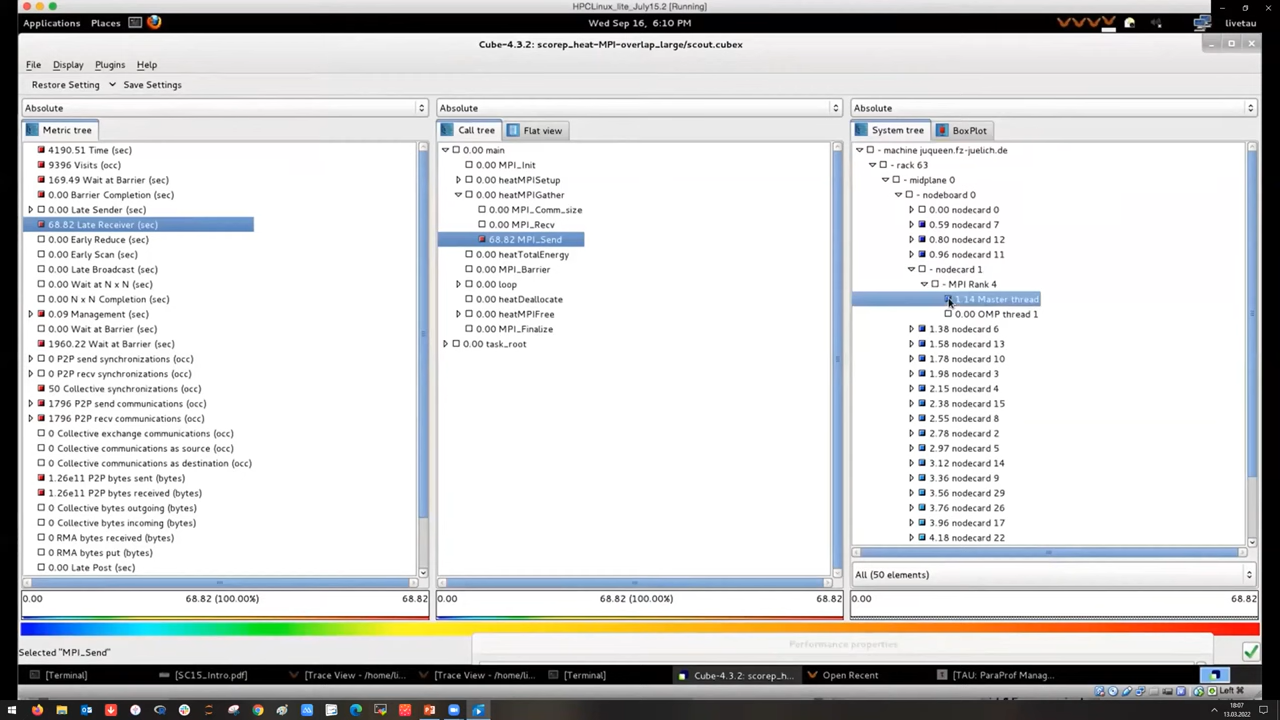 HPCLinux_lite_July15.2 [Running]
Applications Places Wed Sep 16, 6:10 PM livetau
Cube-4.3.2: scorep_heat-MPI-overlap_large/scout.cubex
File Display Plugins Help
Restore Setting Save Settings
Absolute
Metric tree
4190.51 Time (sec)
9396 Visits (occ)
169.49 Wait at Barrier (sec)
0.00 Barrier Completion (sec)
0.00 Late Sender (sec)
68.82 Late Receiver (sec)
0.00 Early Reduce (sec)
0.00 Early Scan (sec)
0.00 Late Broadcast (sec)
0.00 Wait at N x N (sec)
0.00 N x N Completion (sec)
0.09 Management (sec)
0.00 Wait at Barrier (sec)
1960.22 Wait at Barrier (sec)
0 P2P send synchronizations (occ)
0 P2P recv synchronizations (occ)
50 Collective synchronizations (occ)
1796 P2P send communications (occ)
1796 P2P recv communications (occ)
0 Collective exchange communications (occ)
0 Collective communications as source (occ)
0 Collective communications as destination (occ)
1.26e11 P2P bytes sent (bytes)
1.26e11 P2P bytes received (bytes)
0 Collective bytes outgoing (bytes)
0 Collective bytes incoming (bytes)
0 RMA bytes received (bytes)
0 RMA bytes put (bytes)
0.00 Late Post (sec)
0.00 68.82 (100.00%) 68.82
Absolute
Call tree Flat view
0.00 main
0.00 MPI_Init
0.00 heatMPISetup
0.00 heatMPIGather
0.00 MPI_Comm_size
0.00 MPI_Recv
68.82 MPI_Send
0.00 heatTotalEnergy
0.00 MPI_Barrier
0.00 loop
0.00 heatDeallocate
0.00 heatMPIFree
0.00 MPI_Finalize
0.00 task_root
0.00 68.82 (100.00%) 68.82
Absolute
System tree BoxPlot
- machine juqueen.fz-juelich.de
- rack 63
- midplane 0
- nodeboard 0
0.00 nodecard 0
0.59 nodecard 7
0.80 nodecard 12
0.96 nodecard 11
- nodecard 1
- MPI Rank 4
1.14 Master thread
0.00 OMP thread 1
1.38 nodecard 6
1.58 nodecard 13
1.78 nodecard 10
1.98 nodecard 3
2.15 nodecard 4
2.38 nodecard 15
2.55 nodecard 8
2.78 nodecard 2
2.97 nodecard 5
3.12 nodecard 14
3.36 nodecard 9
3.56 nodecard 29
3.76 nodecard 26
3.96 nodecard 17
4.18 nodecard 22
All (50 elements)
0.00 68.82
Performance properties
Selected "MPI_Send"
[Terminal] [SC15_Intro.pdf] [Trace View - /home/li... [Trace View - /home/li... [Terminal] Cube-4.3.2: scorep_h... Open Recent [TAU: ParaProf Manag...
Left ⌘
18:07
13.03.2022